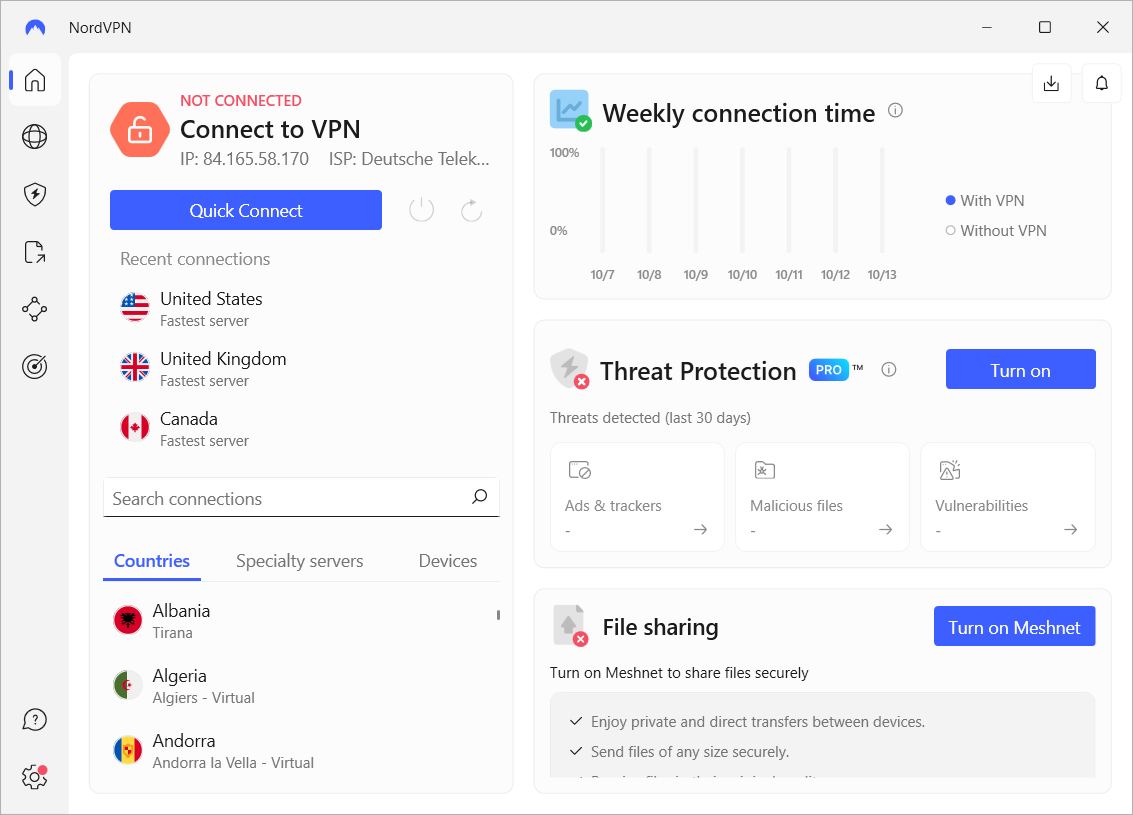 NordVPN
NOT CONNECTED
Connect to VPN
IP: 84.165.58.170 ISP: Deutsche Telek...
Quick Connect
Recent connections
United States
Fastest server
United Kingdom
Fastest server
Canada
Fastest server
Search connections
Countries Specialty servers Devices
Albania
Tirana
Algeria
Algiers - Virtual
Andorra
Andorra la Vella - Virtual
Weekly connection time
100%
0%
10/7 10/8 10/9 10/10 10/11 10/12 10/13
With VPN
Without VPN
Threat Protection PRO ™
Turn on
Threats detected (last 30 days)
Ads & trackers
-
Malicious files
-
Vulnerabilities
-
File sharing
Turn on Meshnet
Turn on Meshnet to share files securely
Enjoy private and direct transfers between devices.
Send files of any size securely.